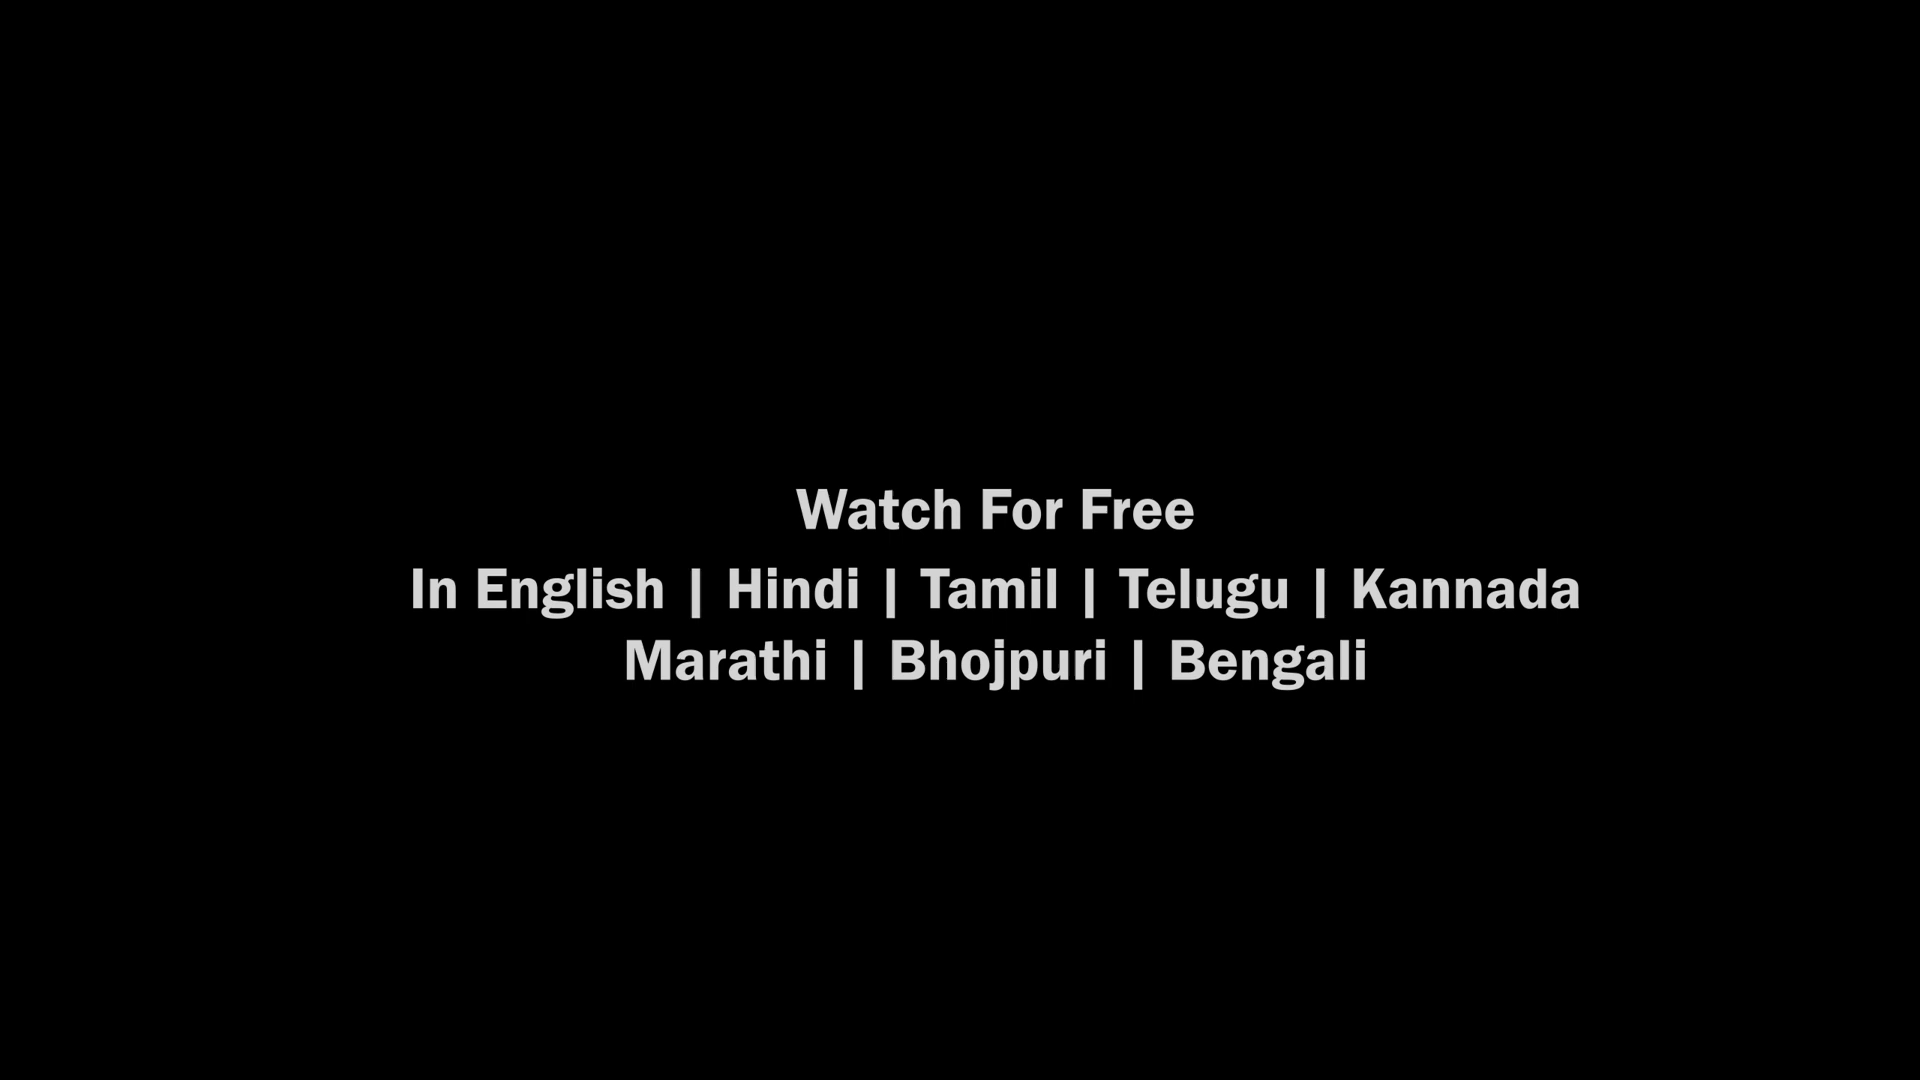 Watch For Free
In English | Hindi | Tamil | Telugu | Kannada
Marathi | Bhojpuri | Bengali